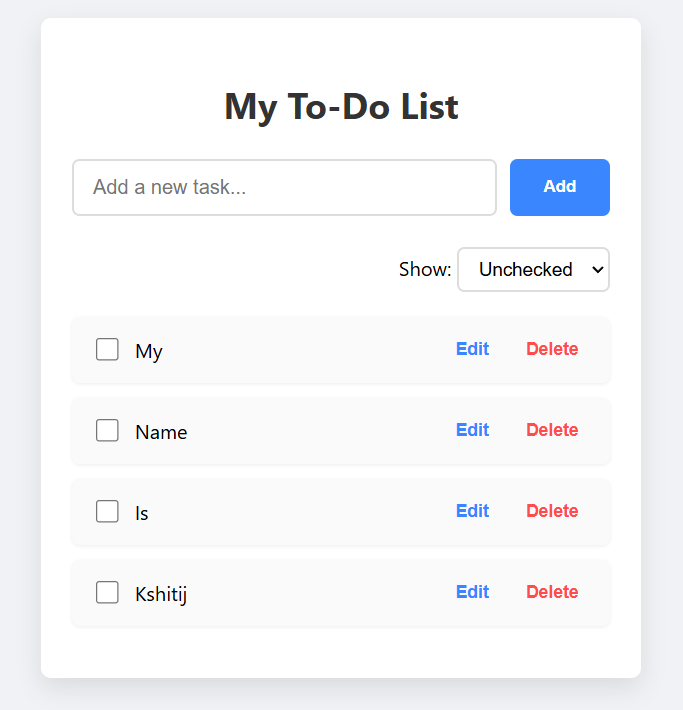 My To-Do List
Add a new task... Add
Show: Unchecked
My Edit Delete
Name Edit Delete
Is Edit Delete
Kshitij Edit Delete